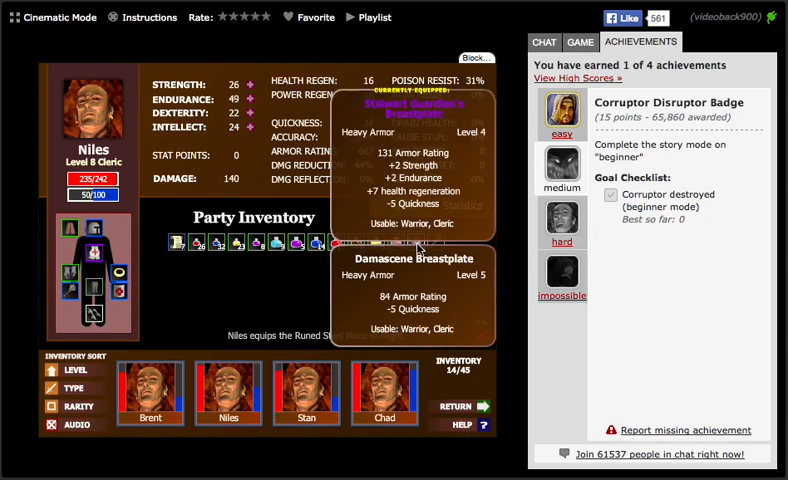 Cinematic Mode
Instructions
Rate:
Favorite
Playlist
Like
561
(videoback900)
Block...
STRENGTH: 26
ENDURANCE: 49
DEXTERITY: 22
INTELLECT: 24
STAT POINTS: 0
DAMAGE: 140
HEALTH REGEN: 16
POISON RESIST: 31%
POWER REGEN
QUICKNESS:
ACCURACY:
ARMOR RATING:
DMG REDUCTION:
DMG REFLECTION:
Niles
Level 8 Cleric
235/242
50/100
CURRENTLY EQUIPPED:
Stalwart Guardian's
Breastplate
Heavy Armor Level 4
131 Armor Rating
+2 Strength
+2 Endurance
+7 health regeneration
-5 Quickness
Usable: Warrior, Cleric
Party Inventory
Damascene Breastplate
Heavy Armor Level 5
84 Armor Rating
-5 Quickness
Usable: Warrior, Cleric
Niles equips the Runed
INVENTORY SORT
LEVEL
TYPE
RARITY
AUDIO
Brent
Niles
Stan
Chad
INVENTORY
14/45
RETURN
HELP ?
CHAT
GAME
ACHIEVEMENTS
You have earned 1 of 4 achievements
View High Scores »
easy
medium
hard
impossible
Corruptor Disruptor Badge
(15 points - 65,860 awarded)
Complete the story mode on
"beginner"
Goal Checklist:
Corruptor destroyed
(beginner mode)
Best so far: 0
Report missing achievement
Join 61537 people in chat right now!